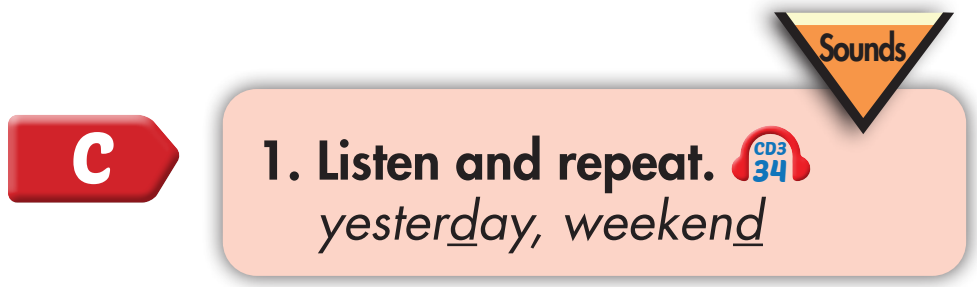 Sounds
C
1. Listen and repeat. CD3 34
yesterday, weekend